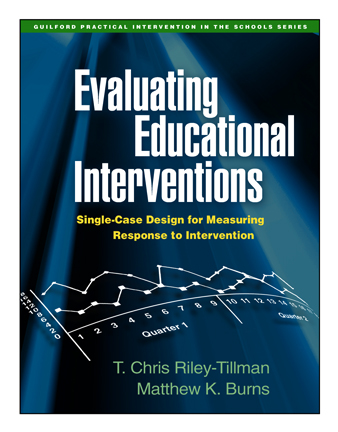 GUILFORD PRACTICAL INTERVENTION IN THE SCHOOLS SERIES
Evaluating
Educational
Interventions
Single-Case Design for Measuring
Response to Intervention
1 2 3 4 5 6 7 8 9 10 11 12 13 14 15
Quarter 1
Quarter 2
T. Chris Riley-Tillman
Matthew K. Burns